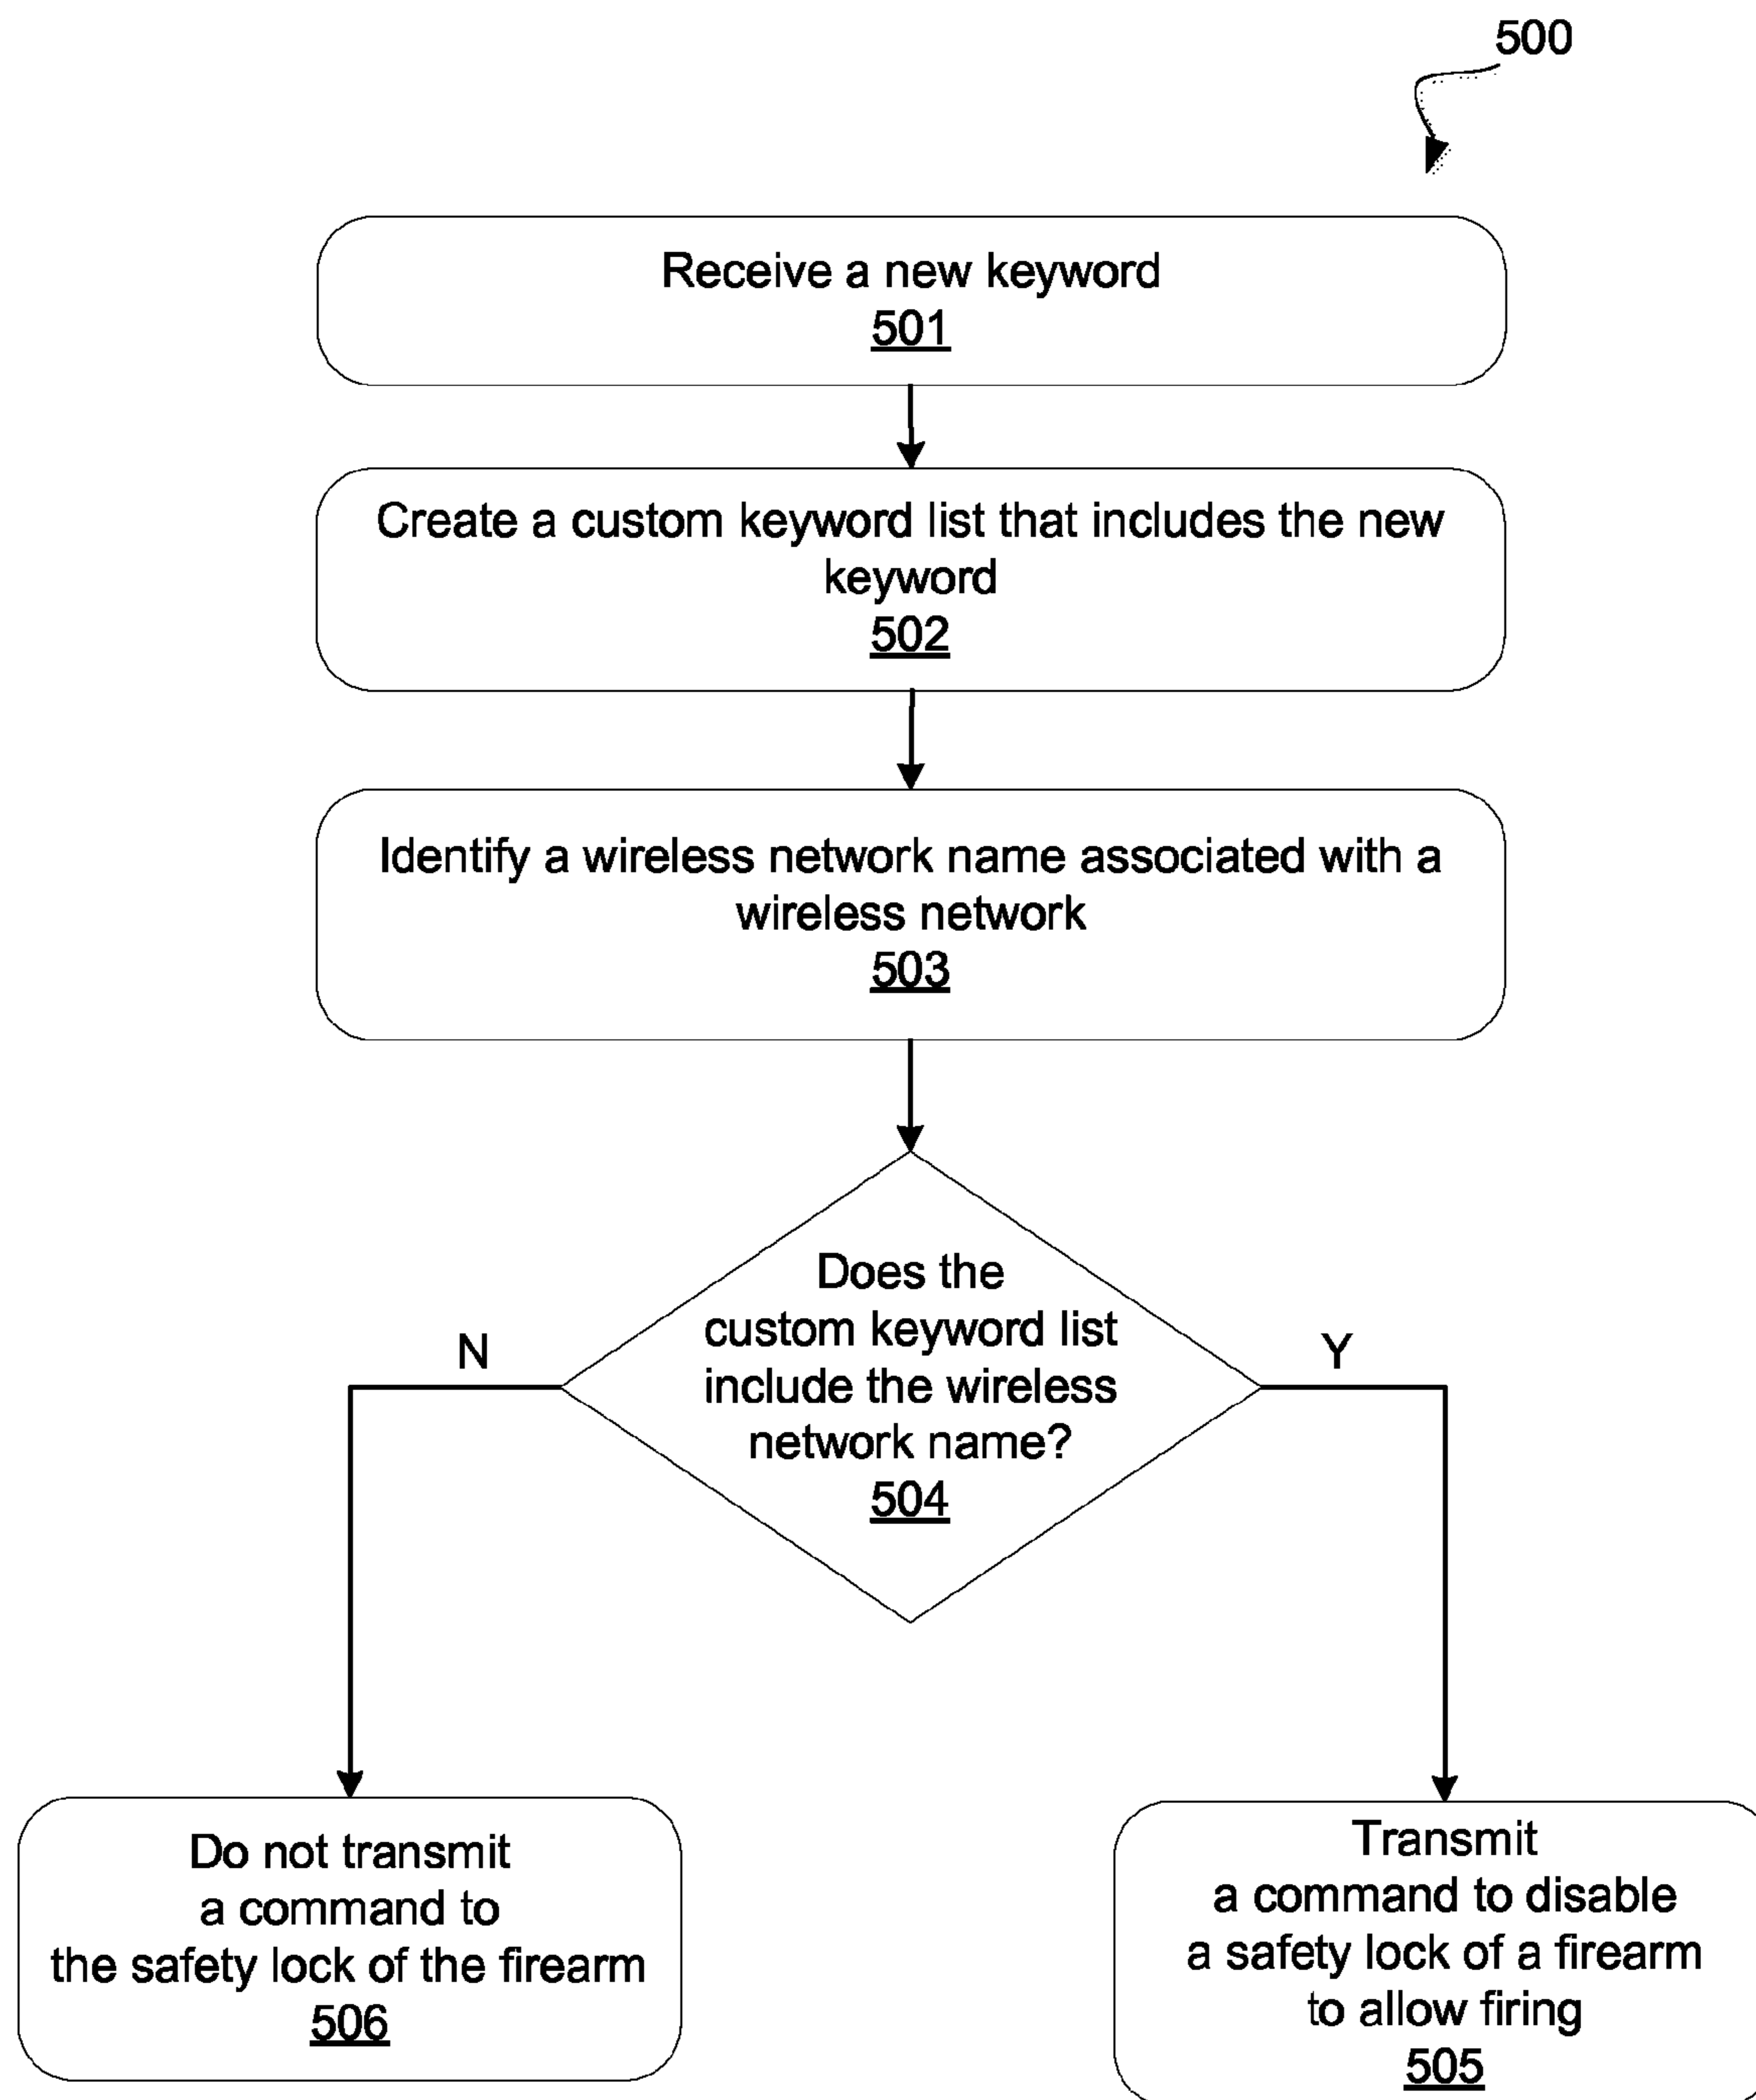 500
Receive a new keyword
501
Create a custom keyword list that includes the new
keyword
502
Identify a wireless network name associated with a
wireless network
503
Does the
custom keyword list
include the wireless
network name?
504
N
Y
Do not transmit
a command to
the safety lock of the firearm
506
Transmit
a command to disable
a safety lock of a firearm
to allow firing
505